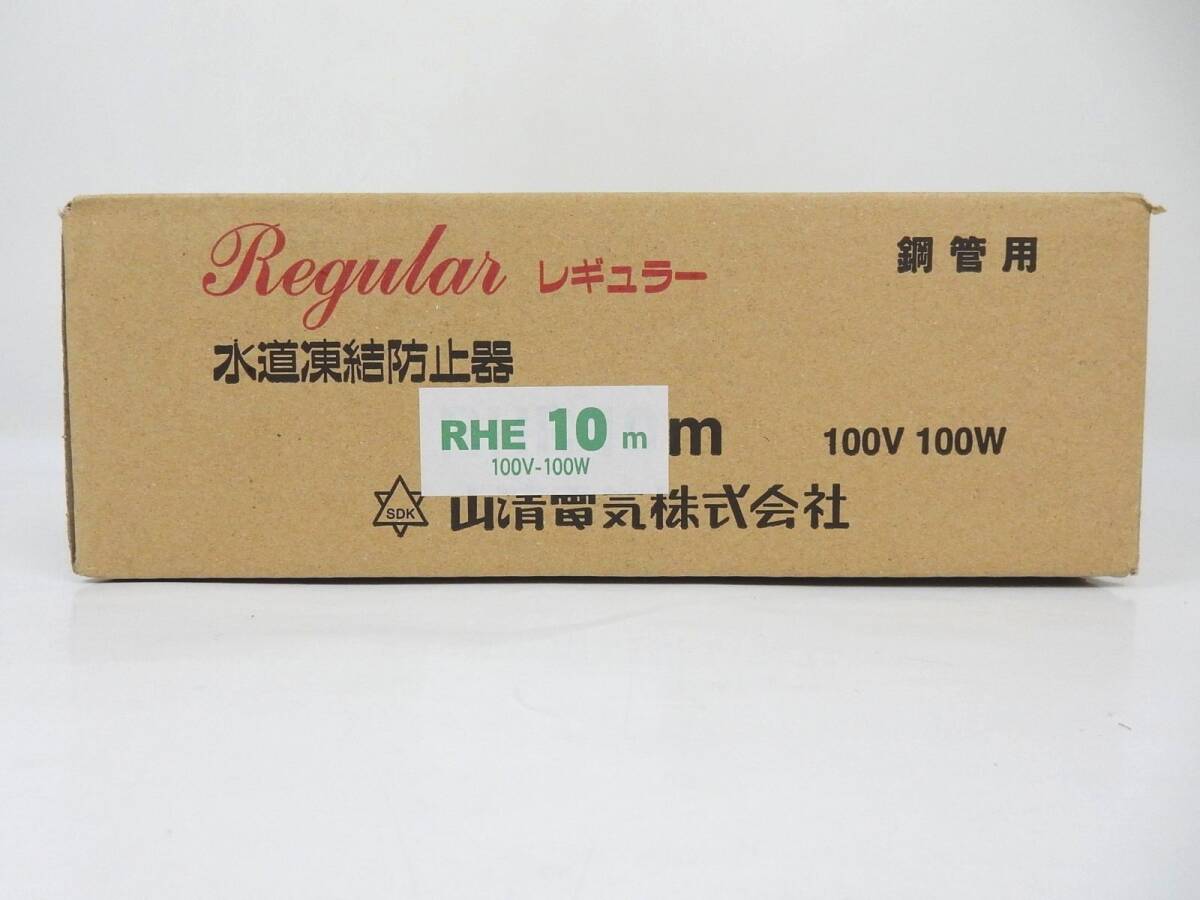 Regular レギュラー 鋼管用
水道凍結防止器
RHE 10 m m 100V 100W
100V-100W
SDK 山清電気株式会社